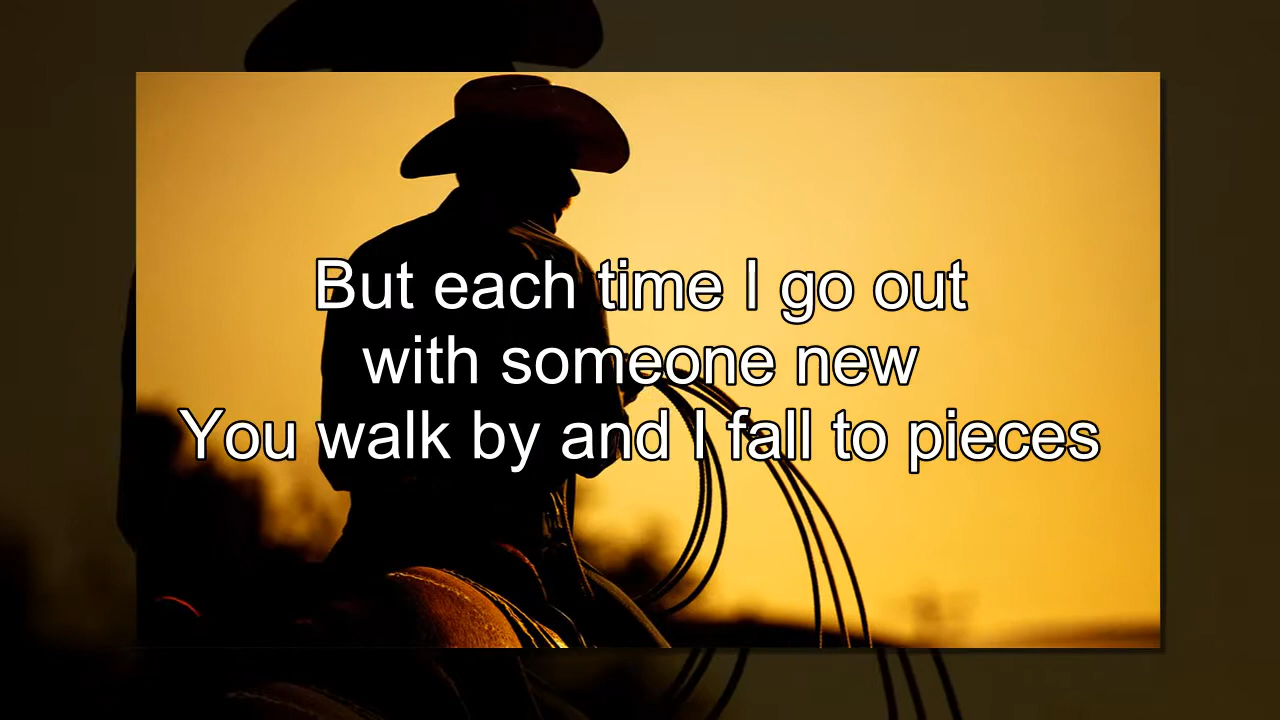 But each time I go out
with someone new
You walk by and I fall to pieces